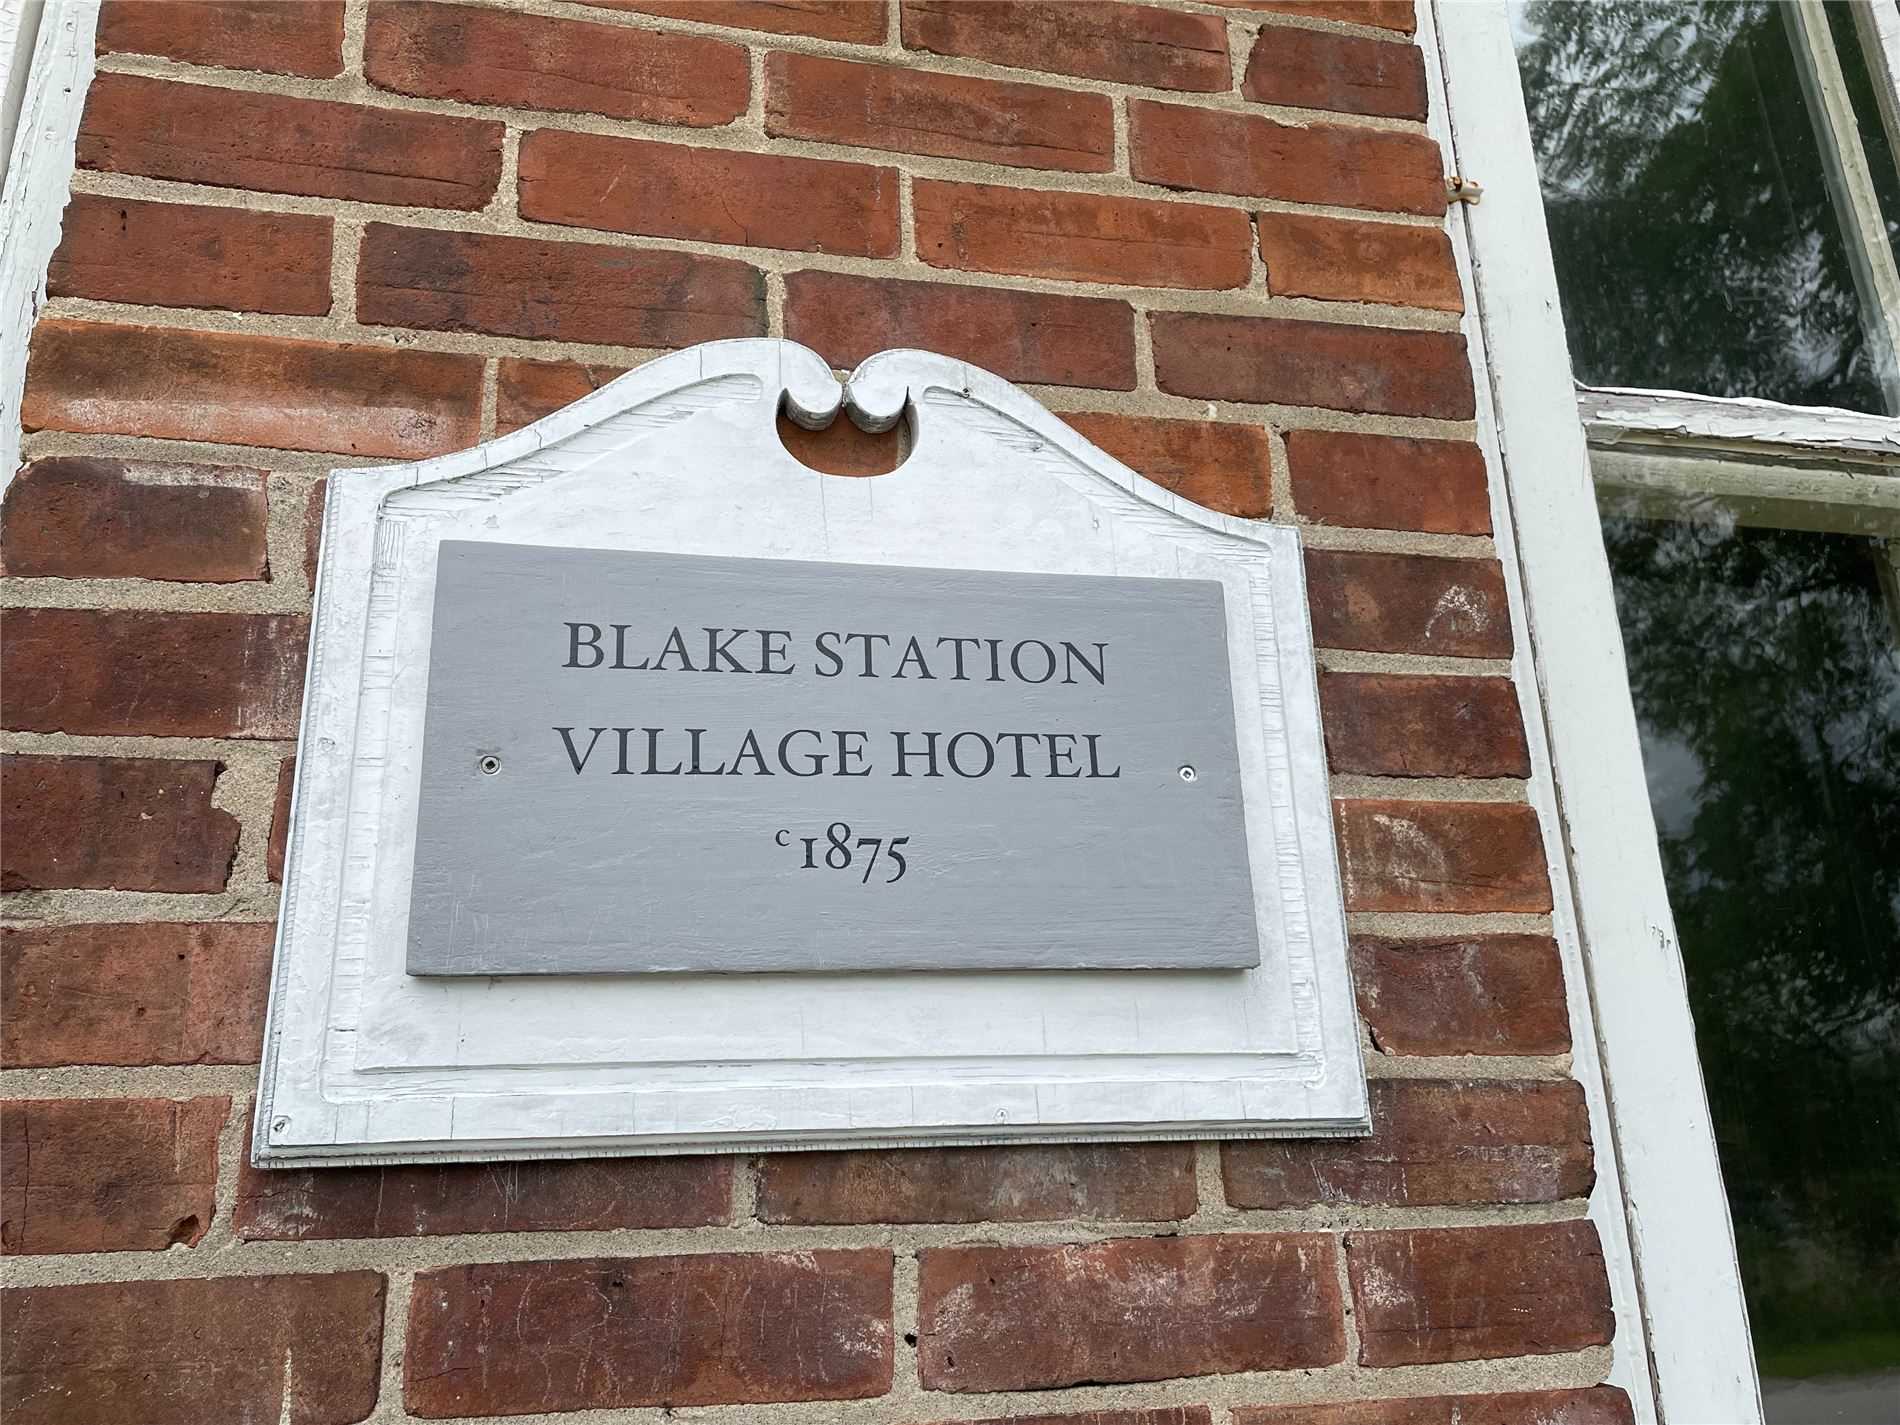 BLAKE STATION
VILLAGE HOTEL
c1875